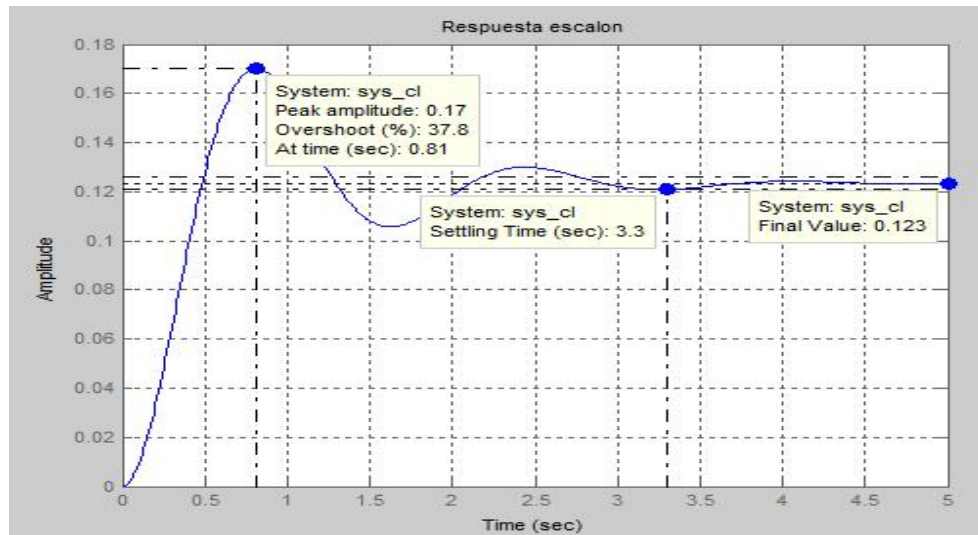 Respuesta escalon
0.18
0.16
0.14
0.12
0.1
0.08
0.06
0.04
0.02
0
Amplitude
System: sys_cl
Peak amplitude: 0.17
Overshoot (%): 37.8
At time (sec): 0.81
System: sys_cl
Settling Time (sec): 3.3
System: sys_cl
Final Value: 0.123
0 0.5 1 1.5 2 2.5 3 3.5 4 4.5 5
Time (sec)